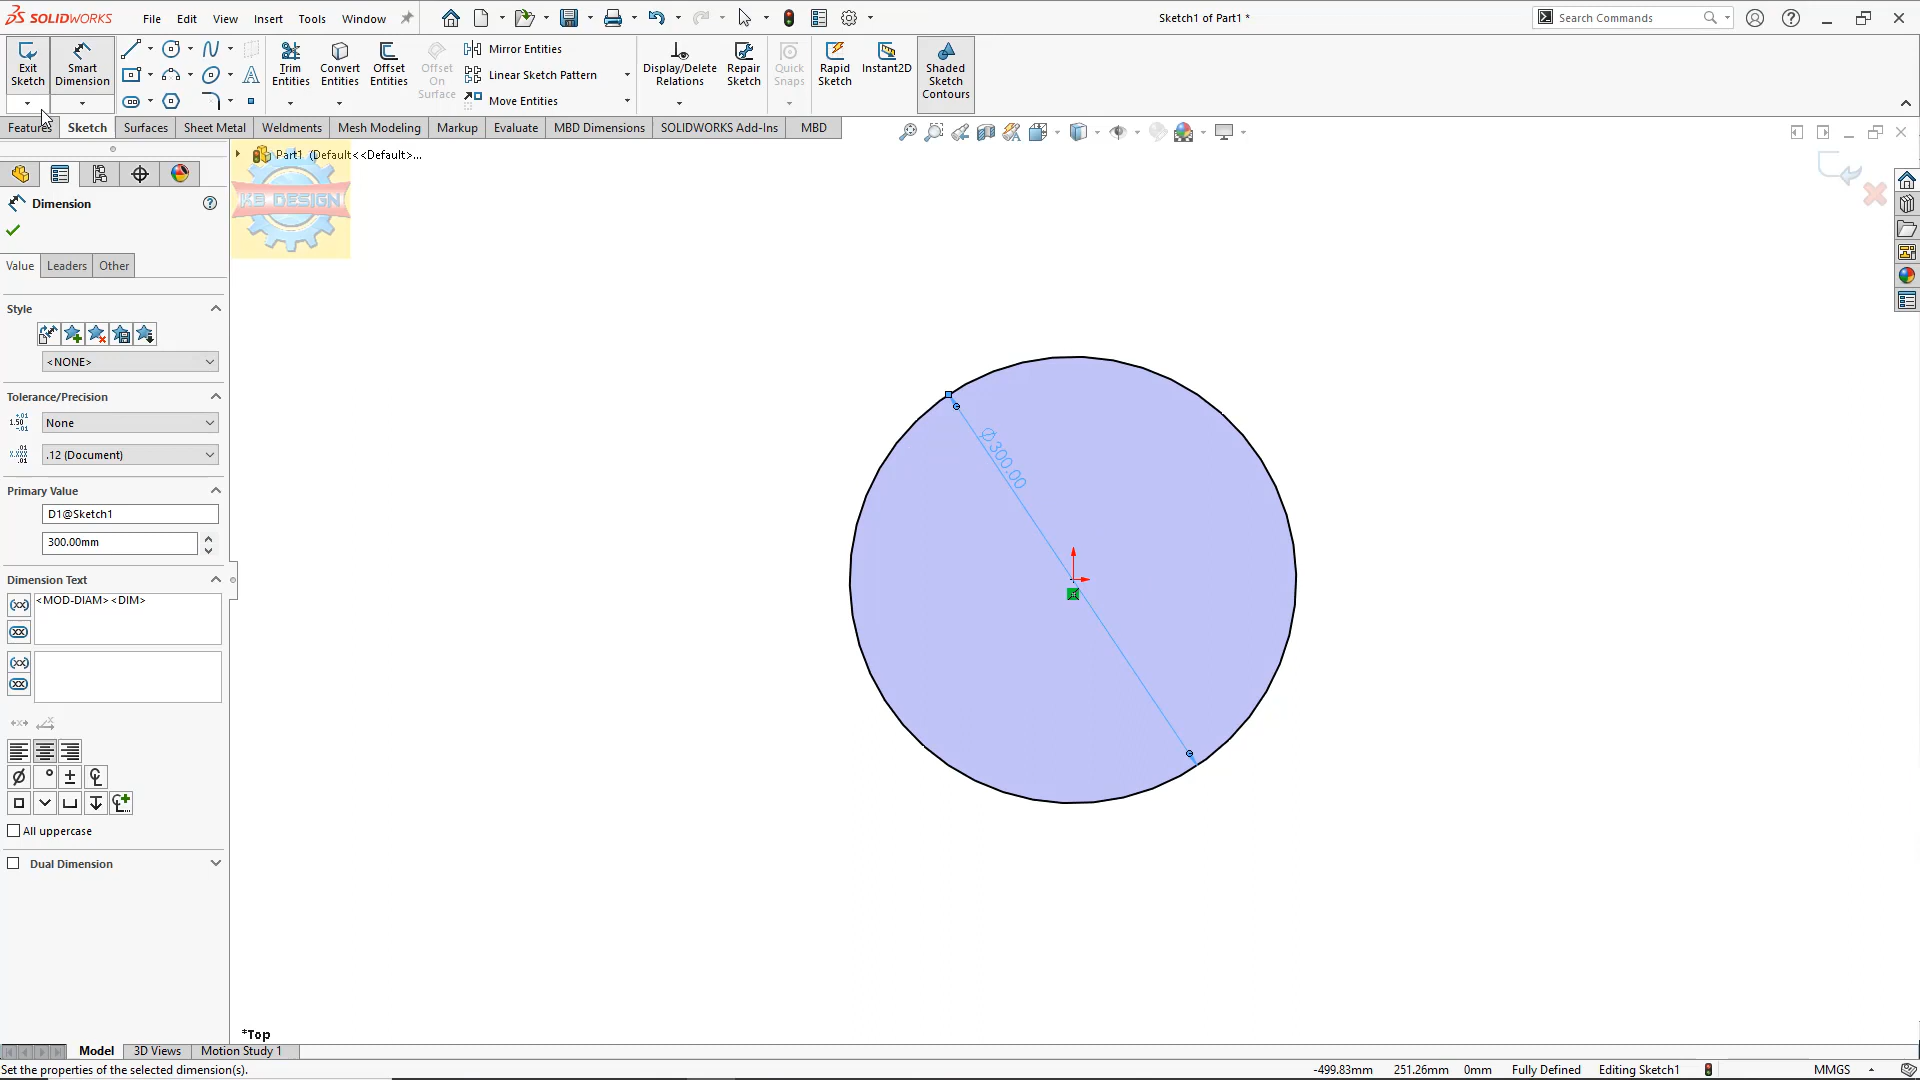 SOLIDWORKS File Edit View Insert Tools Window Sketch1 of Part1 * Search Commands
Exit Sketch
Smart Dimension
Trim Entities
Convert Entities
Offset Entities
Offset On Surface
Mirror Entities
Linear Sketch Pattern
Move Entities
Display/Delete Relations
Repair Sketch
Quick Snaps
Rapid Sketch
Instant2D
Shaded Sketch Contours
Features Sketch Surfaces Sheet Metal Weldments Mesh Modeling Markup Evaluate MBD Dimensions SOLIDWORKS Add-Ins MBD
Part1 (Default<<Default>...
KB DESIGN
Dimension
Value Leaders Other
Style
<NONE>
Tolerance/Precision
None
.12 (Document)
Primary Value
D1@Sketch1
300.00mm
Dimension Text
<MOD-DIAM><DIM>
All uppercase
Dual Dimension
∅300.00
*Top
Model 3D Views Motion Study 1
Set the properties of the selected dimension(s). -499.83mm 251.26mm 0mm Fully Defined Editing Sketch1 MMGS